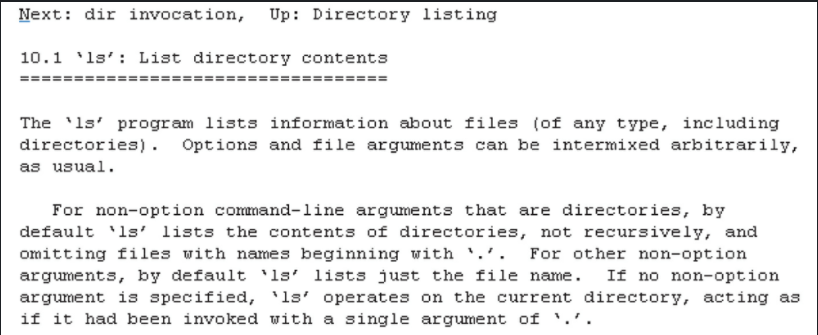 Next: dir invocation,  Up: Directory listing
10.1 ‘ls’: List directory contents
==================================
The ‘ls’ program lists information about files (of any type, including
directories).  Options and file arguments can be intermixed arbitrarily,
as usual.
For non-option command-line arguments that are directories, by
default ‘ls’ lists the contents of directories, not recursively, and
omitting files with names beginning with ‘.’.  For other non-option
arguments, by default ‘ls’ lists just the file name.  If no non-option
argument is specified, ‘ls’ operates on the current directory, acting as
if it had been invoked with a single argument of ‘.’.